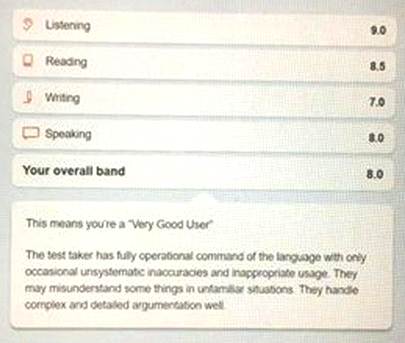 Listening 9.0
Reading 8.5
Writing 7.0
Speaking 8.0
Your overall band 8.0
This means you're a "Very Good User"
The test taker has fully operational command of the language with only
occasional unsystematic inaccuracies and inappropriate usage. They
may misunderstand some things in unfamiliar situations. They handle
complex and detailed argumentation well.